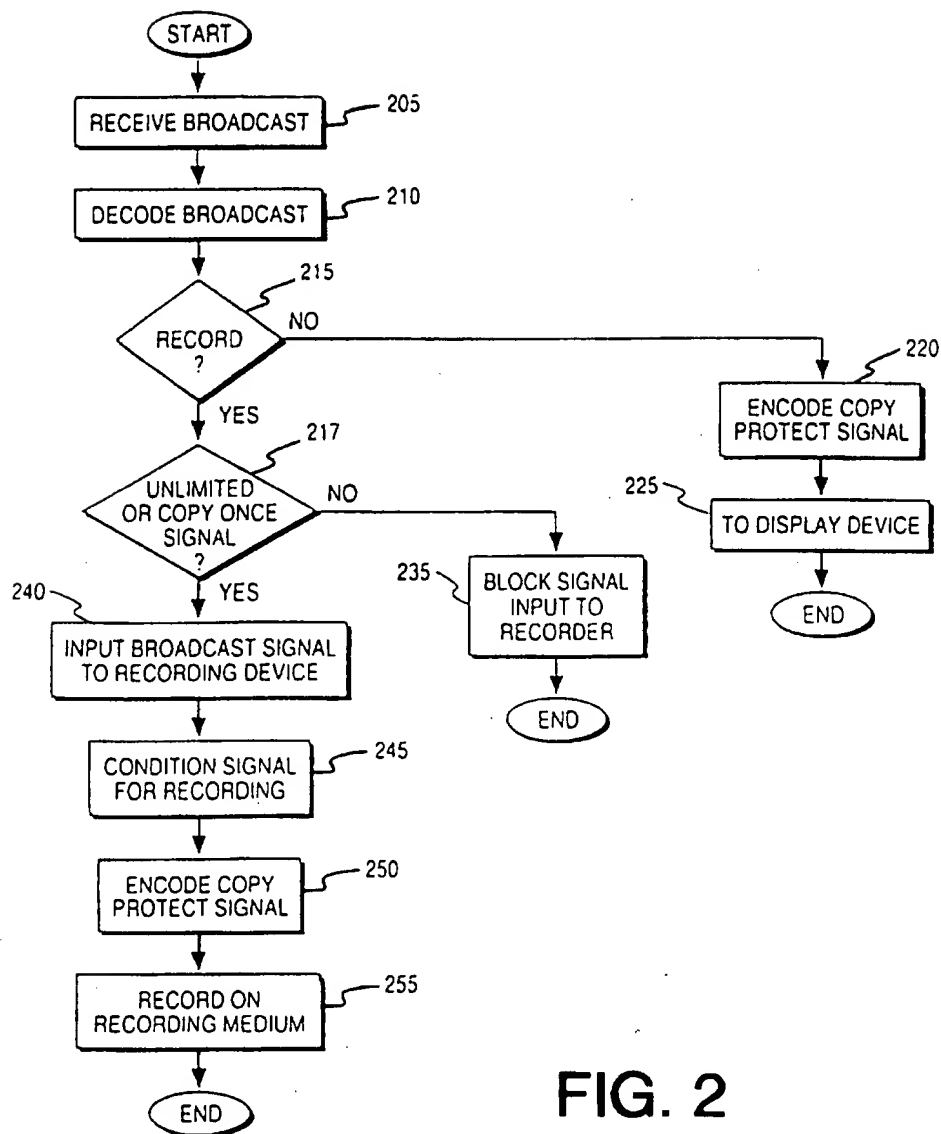 START
RECEIVE BROADCAST
205
DECODE BROADCAST
210
RECORD
?
215
NO
YES
220
ENCODE COPY
PROTECT SIGNAL
225
TO DISPLAY DEVICE
END
217
UNLIMITED
OR COPY ONCE
SIGNAL
?
NO
YES
235
BLOCK SIGNAL
INPUT TO
RECORDER
END
240
INPUT BROADCAST SIGNAL
TO RECORDING DEVICE
CONDITION SIGNAL
FOR RECORDING
245
ENCODE COPY
PROTECT SIGNAL
250
RECORD ON
RECORDING MEDIUM
255
END
FIG. 2